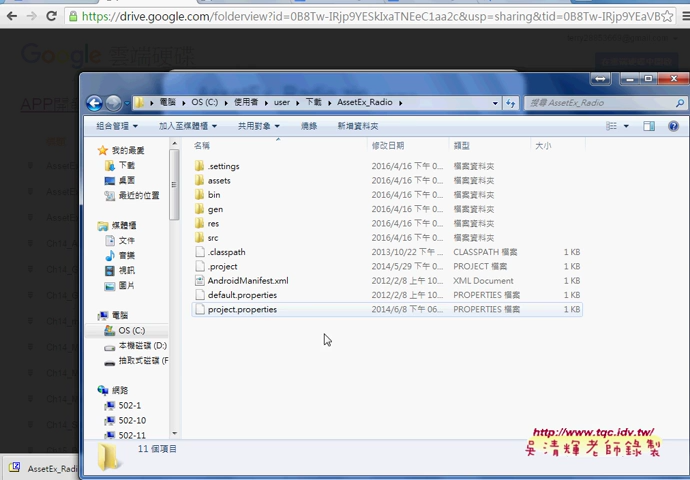 https://drive.google.com/folderview?id=0B8Tw-IRjp9YESkIxaTNEeC1aa2c&usp=sharing&tid=0B8Tw-IRjp9YEaVB
Google 雲端硬碟
電腦 ▸ OS (C:) ▸ 使用者 ▸ user ▸ 下載 ▸ AssetEx_Radio ▸
搜尋 AssetEx_Radio
組合管理 加入至媒體櫃 共用對象 燒錄 新增資料夾
名稱 修改日期 類型 大小
我的最愛
下載
桌面
最近的位置
媒體櫃
文件
音樂
視訊
圖片
電腦
OS (C:)
本機磁碟 (D:)
抽取式磁碟 (F
網路
502-1
502-10
502-11
.settings 2016/4/16 下午 0... 檔案資料夾
assets 2016/4/16 下午 0... 檔案資料夾
bin 2016/4/16 下午 0... 檔案資料夾
gen 2016/4/16 下午 0... 檔案資料夾
res 2016/4/16 下午 0... 檔案資料夾
src 2016/4/16 下午 0... 檔案資料夾
.classpath 2013/10/22 下午 ... CLASSPATH 檔案 1 KB
.project 2014/5/29 下午 0... PROJECT 檔案 1 KB
AndroidManifest.xml 2012/2/8 上午 10... XML Document 1 KB
default.properties 2012/2/8 上午 10... PROPERTIES 檔案 1 KB
project.properties 2014/6/8 下午 06... PROPERTIES 檔案 1 KB
11 個項目
http://www.tqc.idv.tw/
吳清輝老師錄製
AssetEx_Radi